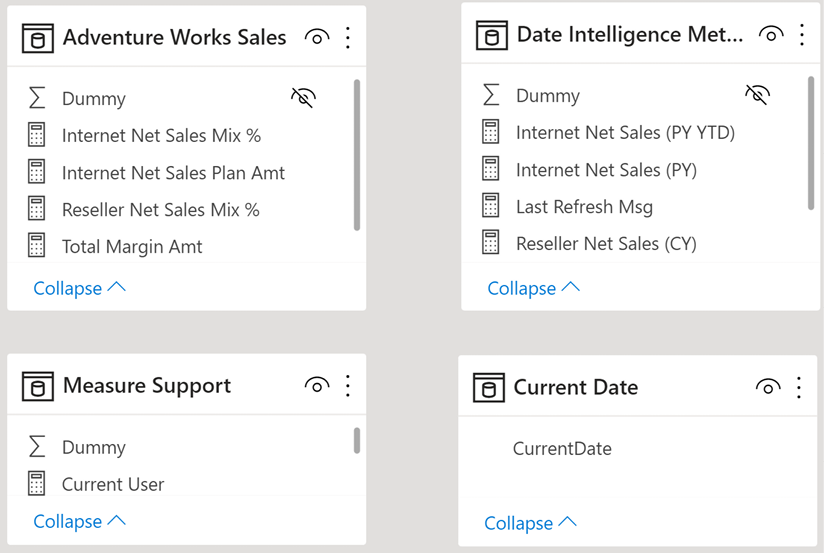 Adventure Works Sales
Dummy
Internet Net Sales Mix %
Internet Net Sales Plan Amt
Reseller Net Sales Mix %
Total Margin Amt
Collapse
Date Intelligence Met...
Dummy
Internet Net Sales (PY YTD)
Internet Net Sales (PY)
Last Refresh Msg
Reseller Net Sales (CY)
Collapse
Measure Support
Dummy
Current User
Collapse
Current Date
CurrentDate
Collapse